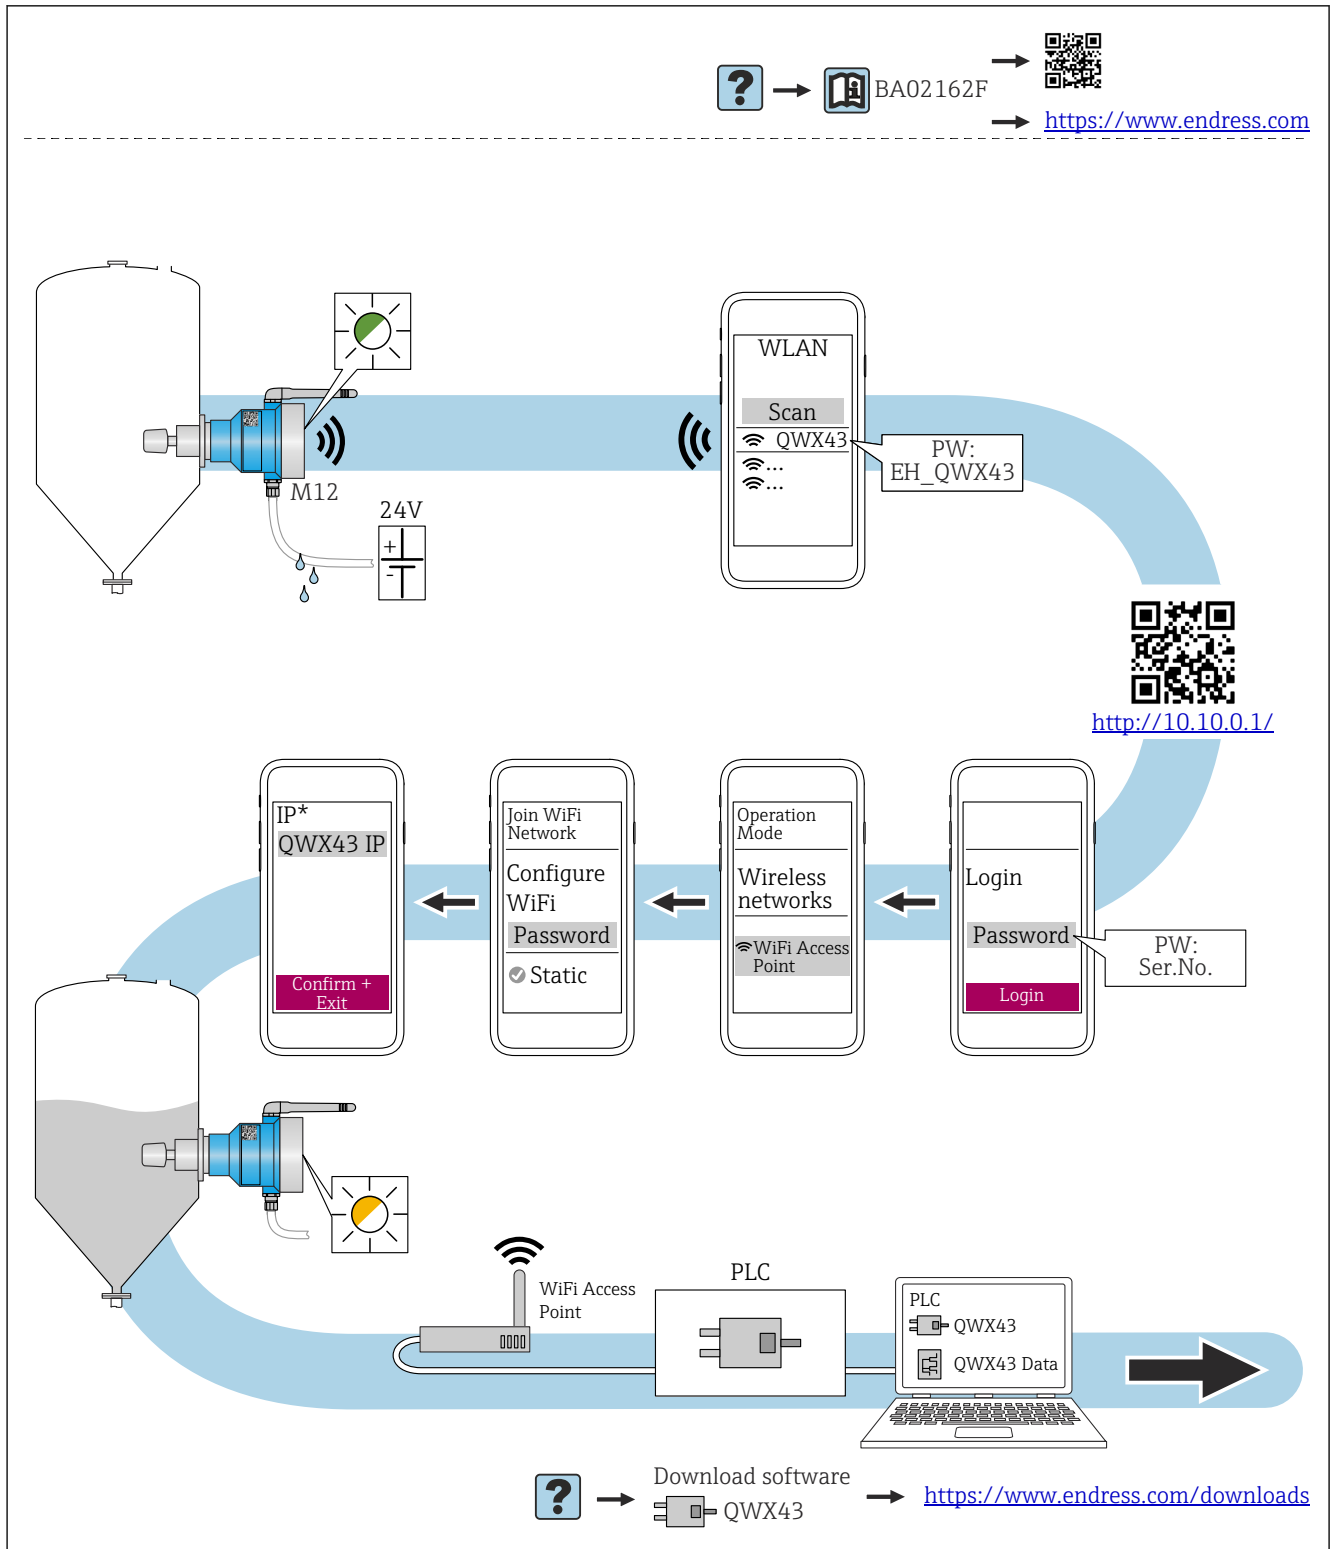 BA02162F
https://www.endress.com
WLAN
Scan
QWX43
...
...
PW:
EH_QWX43
M12
24V
+
-
http://10.10.0.1/
IP*
QWX43 IP
Confirm +
Exit
Join WiFi
Network
Configure
WiFi
Password
Static
Operation
Mode
Wireless
networks
WiFi Access
Point
Login
Password
Login
PW:
Ser.No.
WiFi Access
Point
PLC
PLC
QWX43
QWX43 Data
Download software
QWX43
https://www.endress.com/downloads